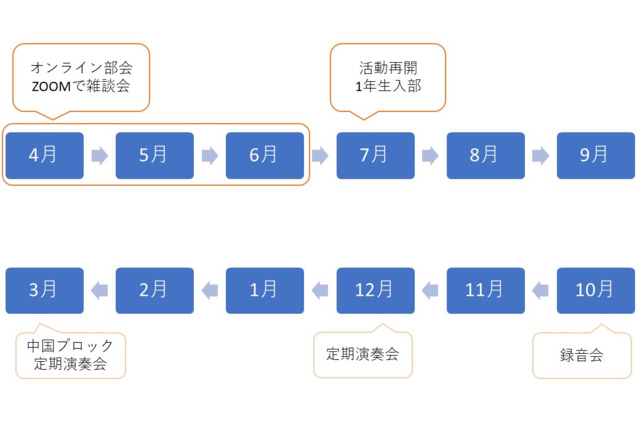 オンライン部会
ZOOMで雑談会
活動再開
1年生入部
4月
5月
6月
7月
8月
9月
3月
2月
1月
12月
11月
10月
中国ブロック
定期演奏会
定期演奏会
録音会